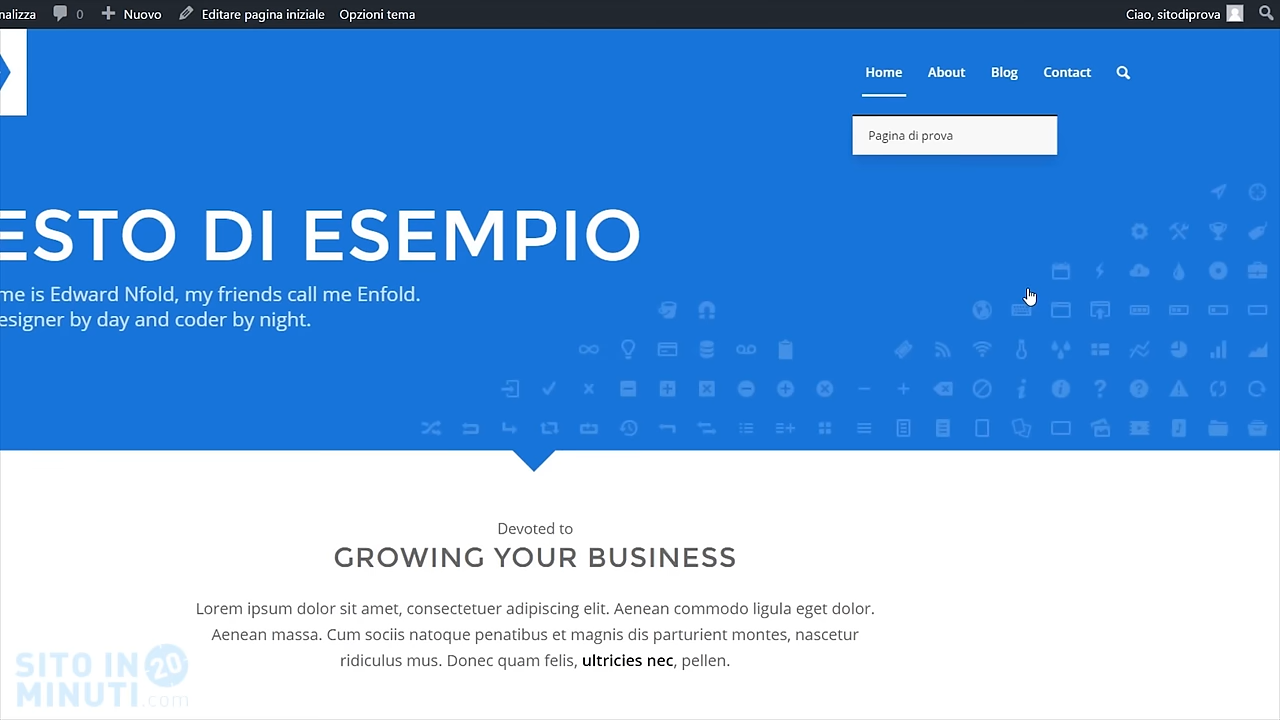 nalizza 0 Nuovo Editare pagina iniziale Opzioni tema Ciao, sitodiprova
Home About Blog Contact
Pagina di prova
ESTO DI ESEMPIO
me is Edward Nfold, my friends call me Enfold.
esigner by day and coder by night.
Devoted to
GROWING YOUR BUSINESS
Lorem ipsum dolor sit amet, consectetuer adipiscing elit. Aenean commodo ligula eget dolor.
Aenean massa. Cum sociis natoque penatibus et magnis dis parturient montes, nascetur
ridiculus mus. Donec quam felis, ultricies nec, pellen.
SITO IN 20
MINUTI.com